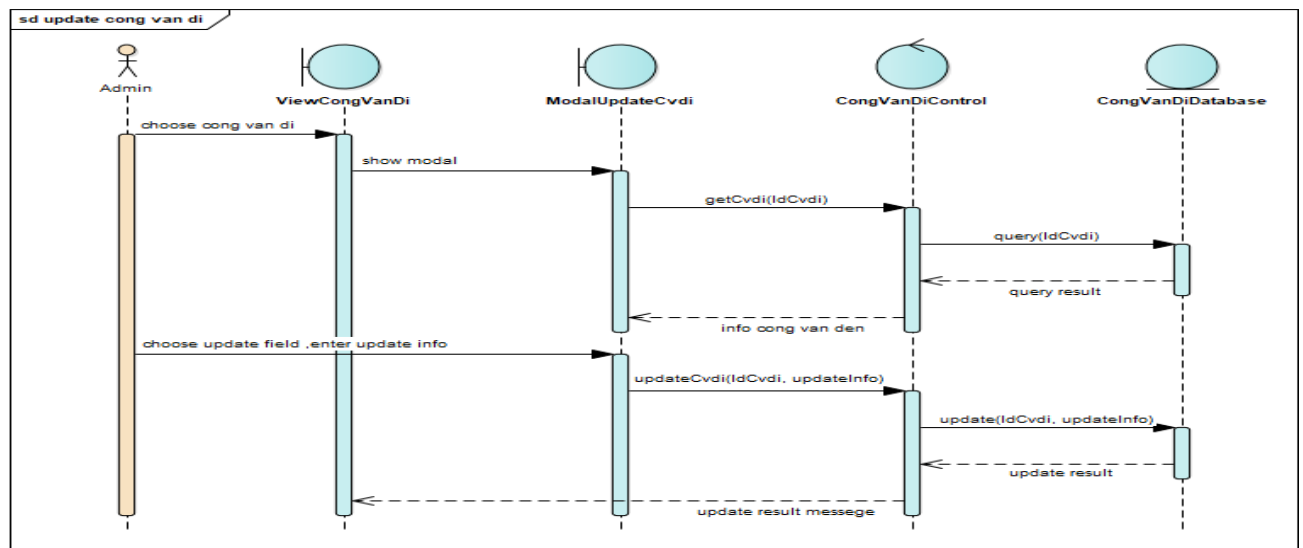 sd update cong van di
Admin
ViewCongVanDi
ModalUpdateCvdi
CongVanDiControl
CongVanDiDatabase
choose cong van di
show modal
getCvdi(IdCvdi)
query(IdCvdi)
query result
info cong van den
choose update field ,enter update info
updateCvdi(IdCvdi, updateInfo)
update(IdCvdi, updateInfo)
update result
update result messege